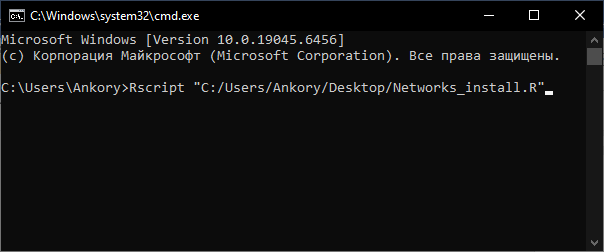 C:\Windows\system32\cmd.exe
Microsoft Windows [Version 10.0.19045.6456]
(c) Корпорация Майкрософт (Microsoft Corporation). Все права защищены.
C:\Users\Ankory>Rscript "C:/Users/Ankory/Desktop/Networks_install.R"